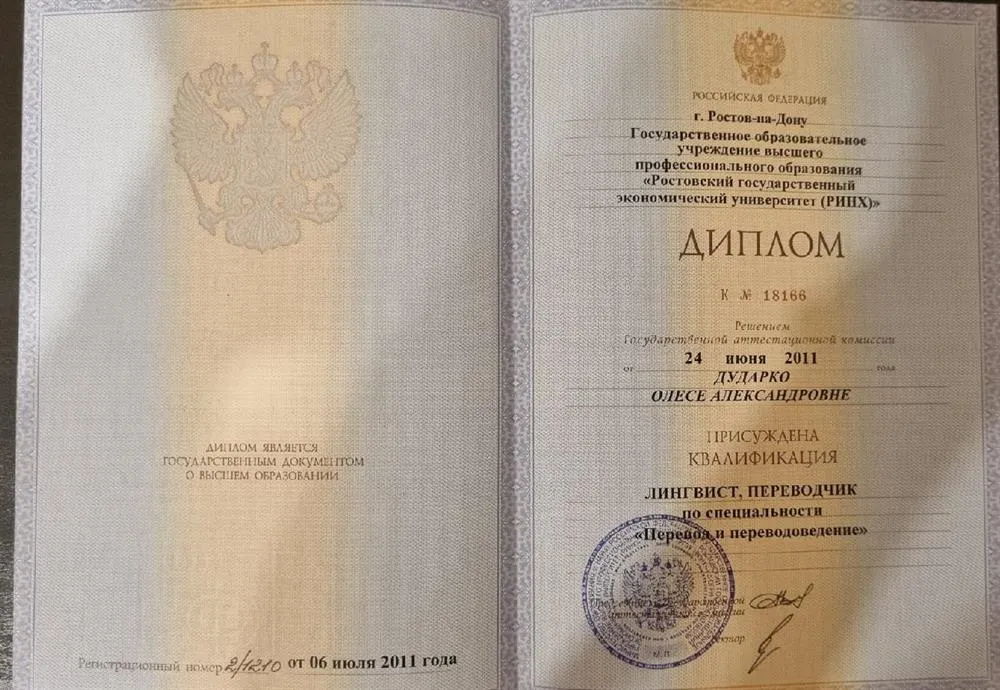 ДИПЛОМ ЯВЛЯЕТСЯ
ГОСУДАРСТВЕННЫМ ДОКУМЕНТОМ
О ВЫСШЕМ ОБРАЗОВАНИИ
Регистрационный номер 2/1210 от 06 июля 2011 года
РОССИЙСКАЯ ФЕДЕРАЦИЯ
г. Ростов-на-Дону
Государственное образовательное
учреждение высшего
профессионального образования
«Ростовский государственный
экономический университет (РИНХ)»
ДИПЛОМ
К № 18166
Решением
Государственной аттестационной комиссии
от 24 июня 2011 года
ДУДАРКО
ОЛЕСЕ АЛЕКСАНДРОВНЕ
ПРИСУЖДЕНА
КВАЛИФИКАЦИЯ
ЛИНГВИСТ, ПЕРЕВОДЧИК
по специальности
«Перевод и переводоведение»
М.П.